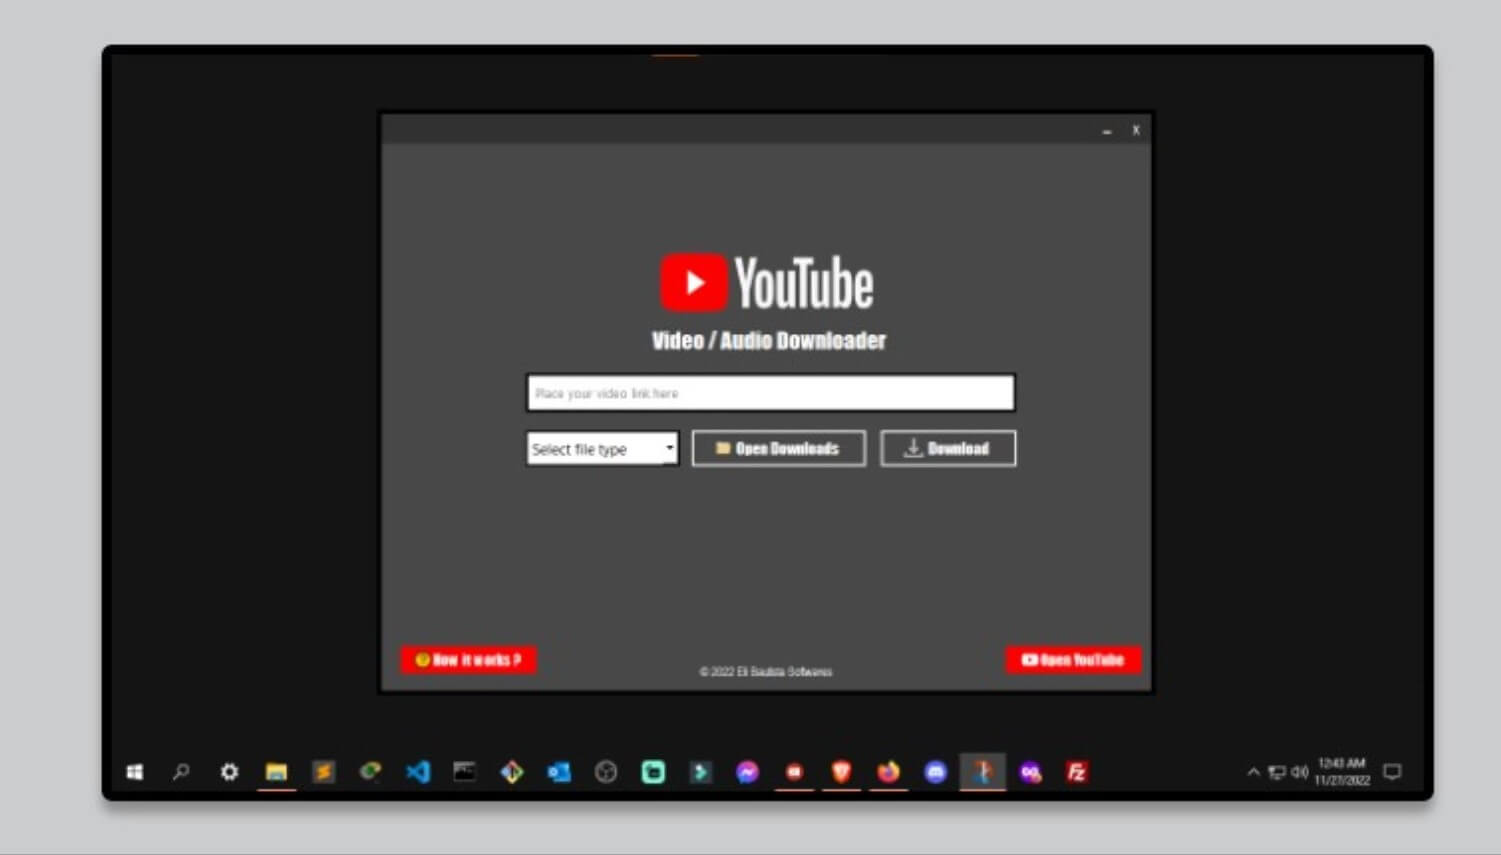 X
YouTube
Video / Audio Downloader
Place your video link here
Select file type
Open Downloads
Download
How it works ?
© 2022 Eli Bautista Softwares
Open YouTube
12:43 AM
11/27/2022